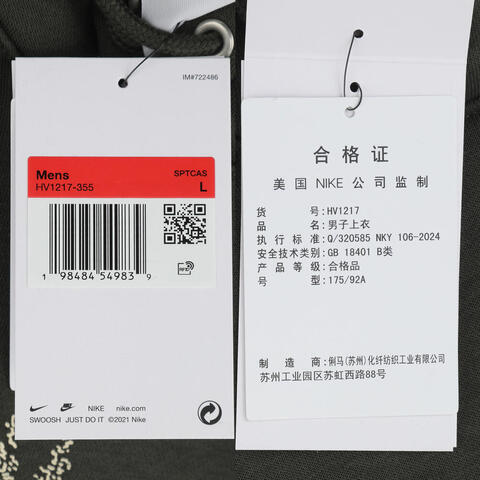 IM#722486
Mens
SPTCAS
HV1217-355
L
1 98484 54983 9
NIKE nike.com
SWOOSH JUST DO IT ©2021 Nike
合格证
美国 NIKE 公司监制
货号:HV1217
品名:男子上衣
执行标准:Q/320585 NKY 106-2024
安全技术类别:GB 18401 B类
产品等级:合格品
号型:175/92A
制造商:俐马(苏州)化纤纺织工业有限公司
苏州工业园区苏虹西路88号